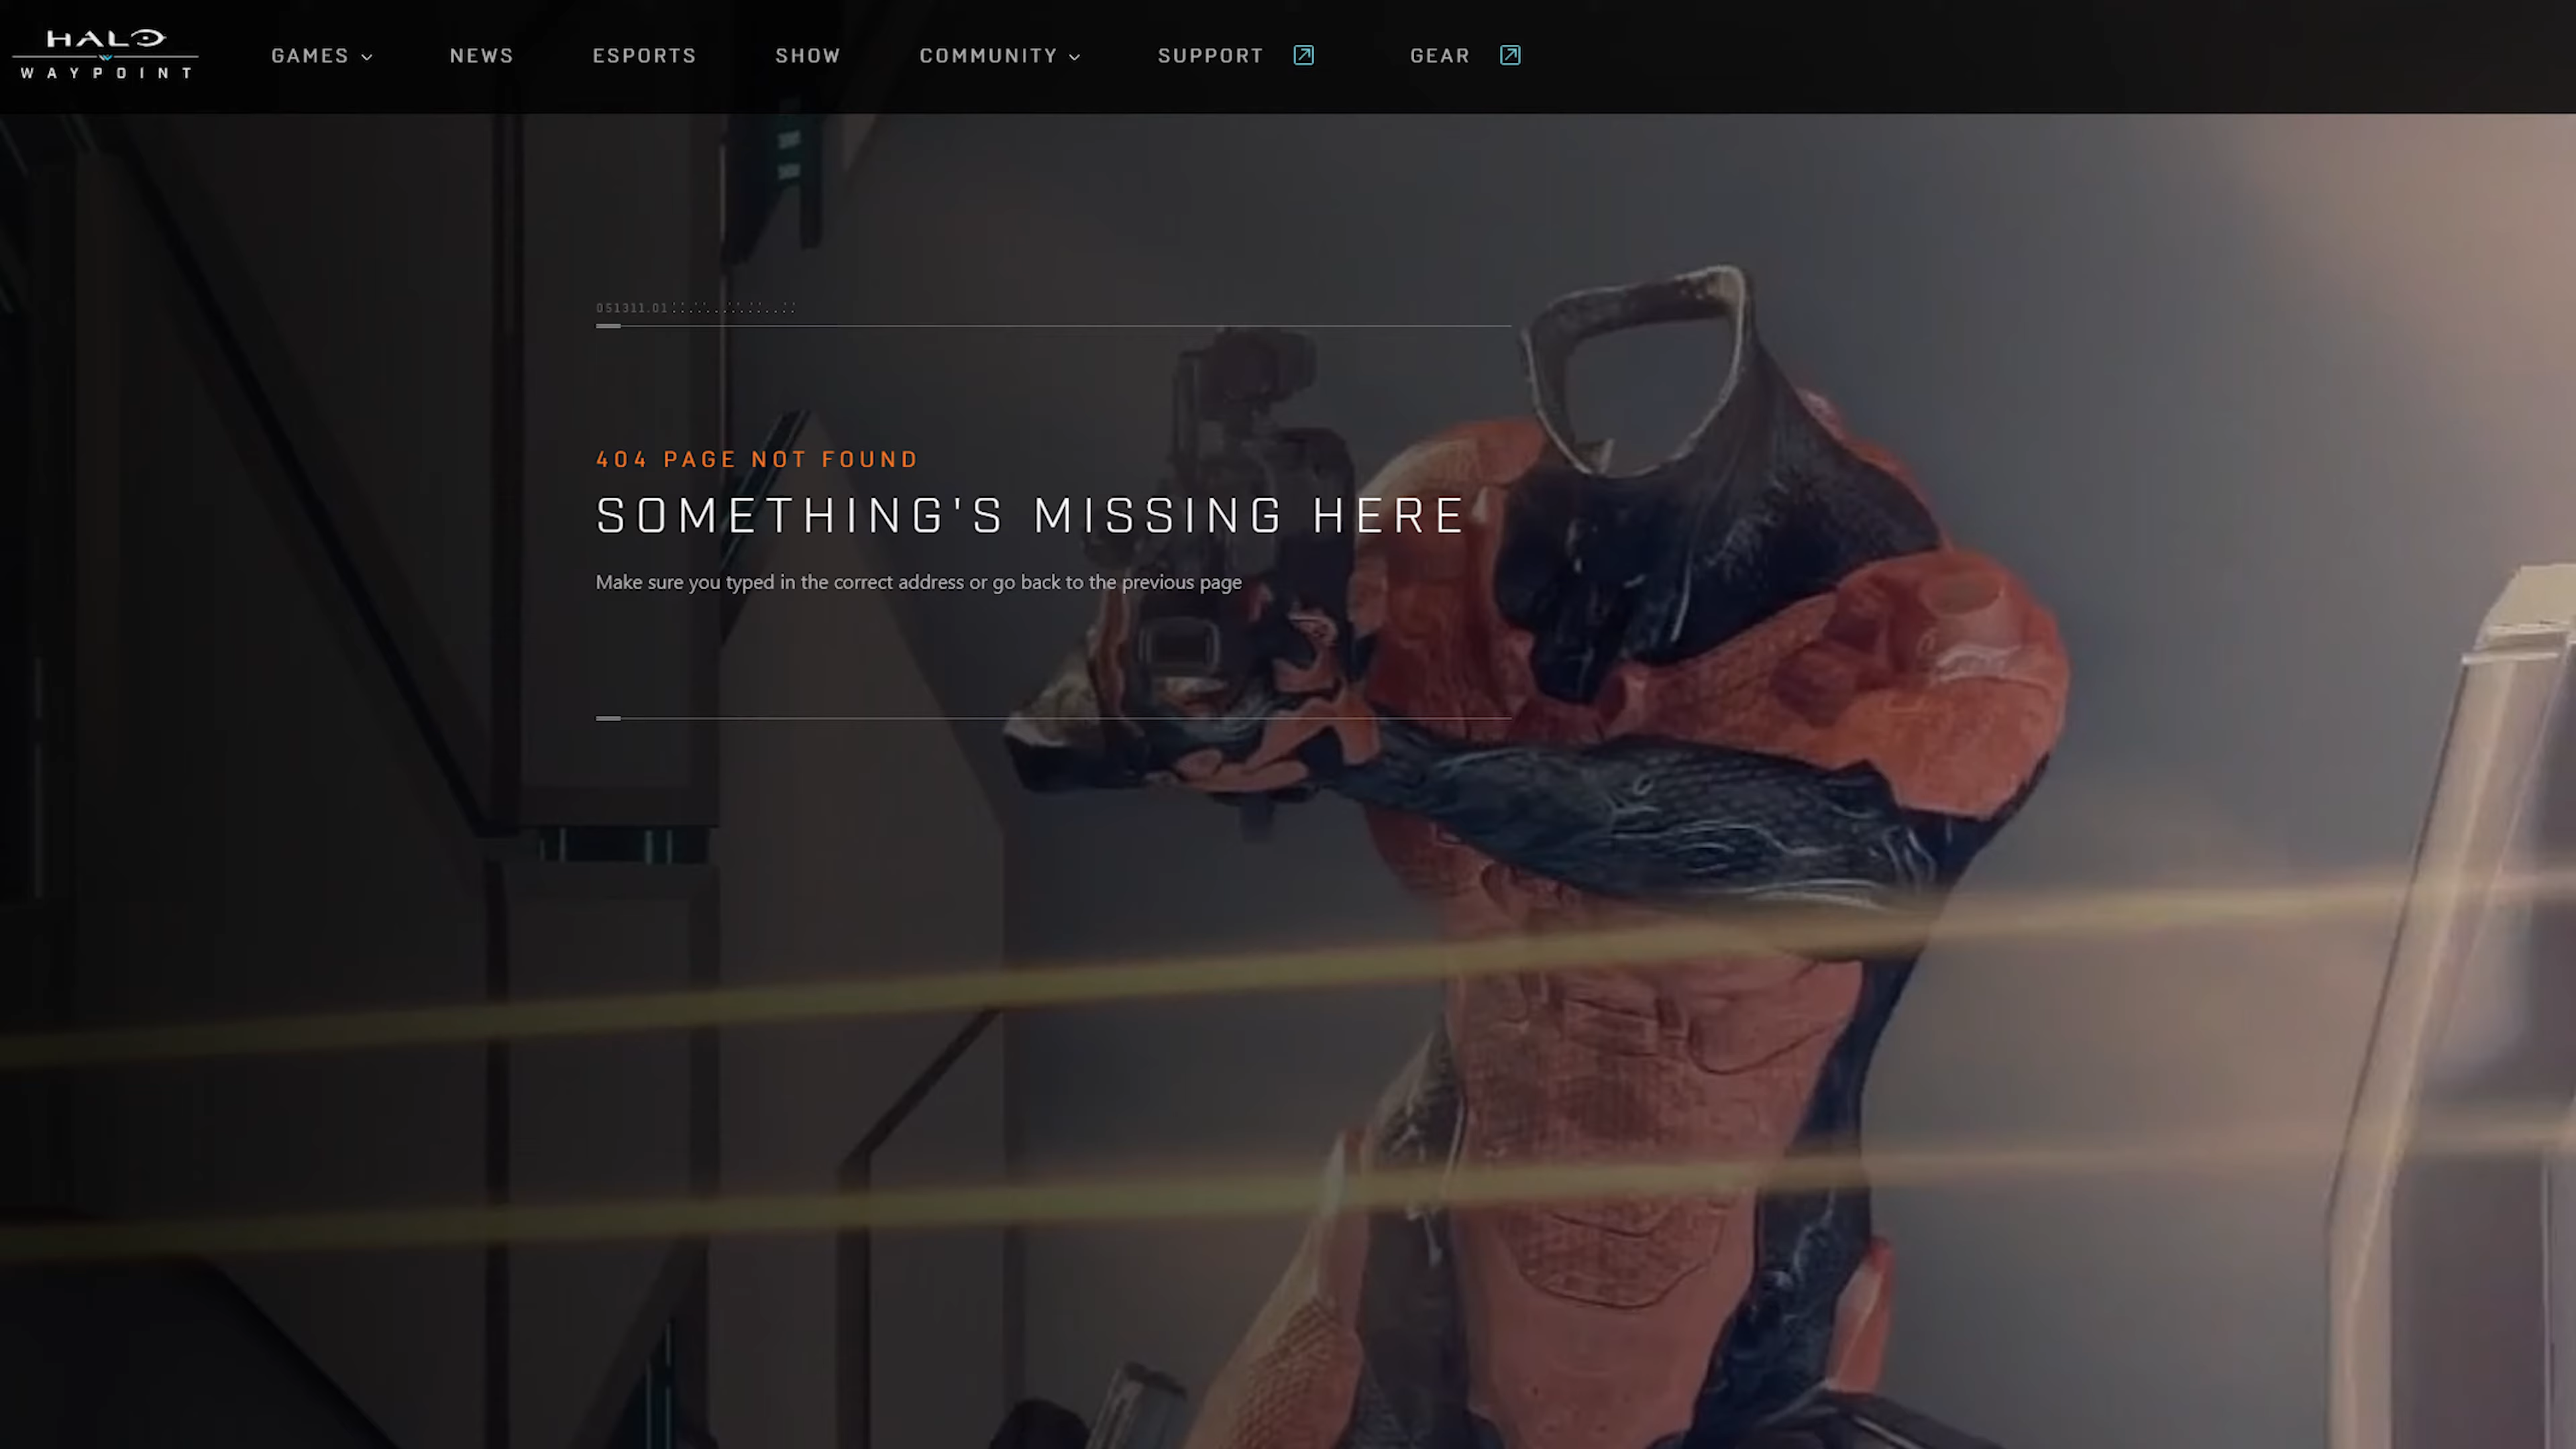 HALO
WAYPOINT
GAMES
NEWS
ESPORTS
SHOW
COMMUNITY
SUPPORT
GEAR
051311.01
404 PAGE NOT FOUND
SOMETHING'S MISSING HERE
Make sure you typed in the correct address or go back to the previous page